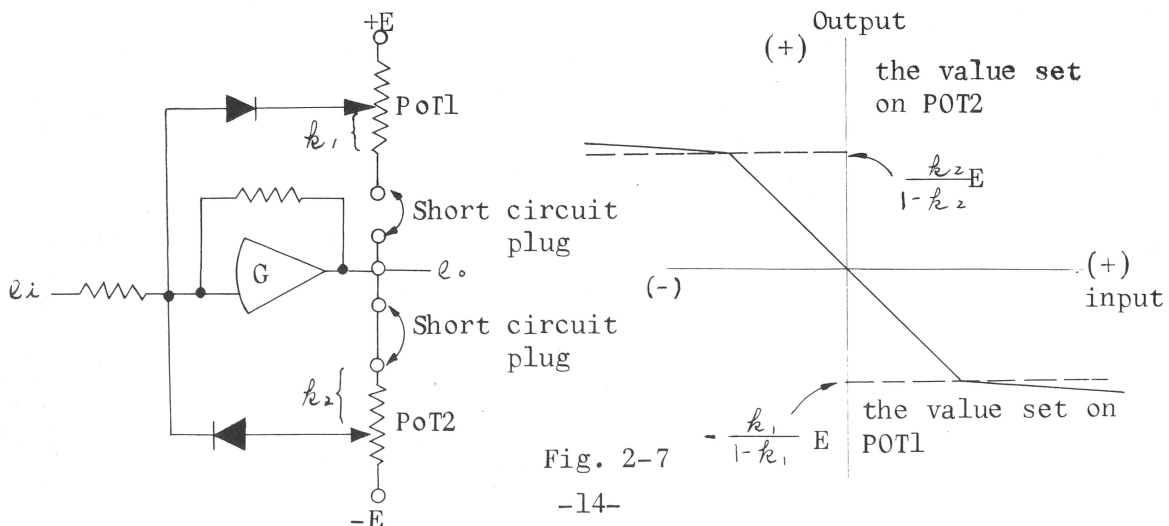 +E
PoT1
k₁
Short circuit
plug
G
ei
e₀
Short circuit
plug
k₂
PoT2
-E
Output
(+)
the value set
on POT2
k₂
1-k₂
E
(-)
(+)
input
- k₁
1-k₁
E
the value set on
POT1
Fig. 2-7
-14-